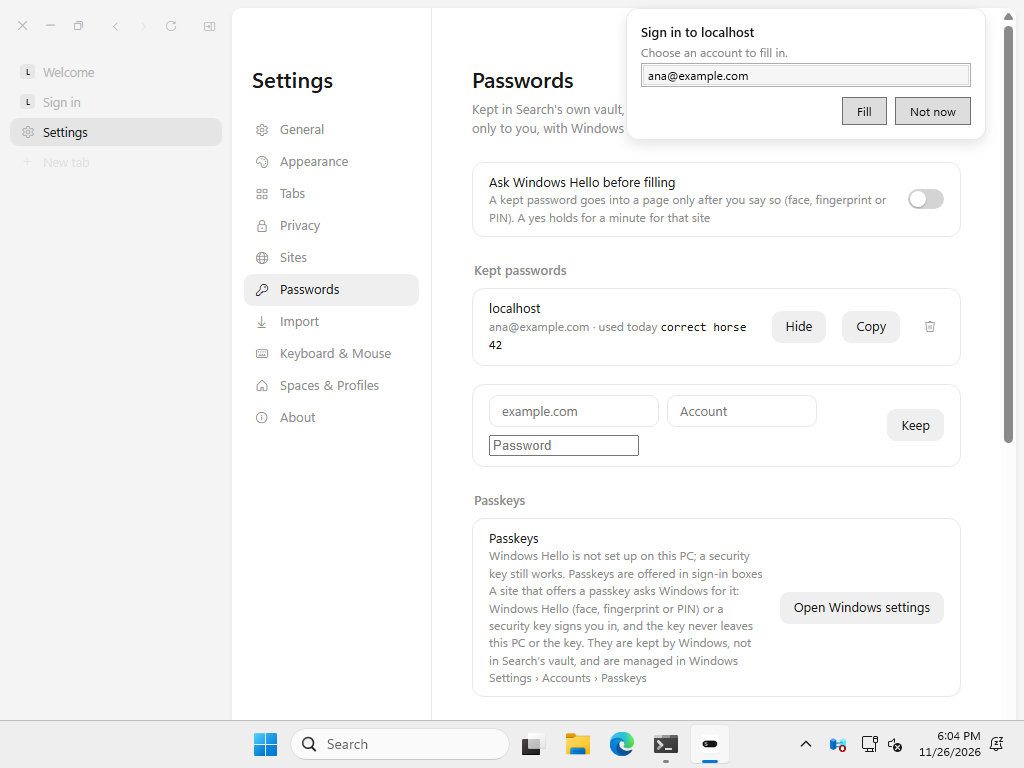 L Welcome
L Sign in
Settings
New tab
Settings
General
Appearance
Tabs
Privacy
Sites
Passwords
Import
Keyboard & Mouse
Spaces & Profiles
About
Passwords
Kept in Search's own vault,
only to you, with Windows
Sign in to localhost
Choose an account to fill in.
ana@example.com
Fill
Not now
Ask Windows Hello before filling
A kept password goes into a page only after you say so (face, fingerprint or
PIN). A yes holds for a minute for that site
Kept passwords
localhost
ana@example.com · used today correct horse
42
Hide
Copy
example.com
Account
Password
Keep
Passkeys
Passkeys
Windows Hello is not set up on this PC; a security
key still works. Passkeys are offered in sign-in boxes
A site that offers a passkey asks Windows for it:
Windows Hello (face, fingerprint or PIN) or a
security key signs you in, and the key never leaves
this PC or the key. They are kept by Windows, not
in Search's vault, and are managed in Windows
Settings › Accounts › Passkeys
Open Windows settings
Search
6:04 PM
11/26/2026